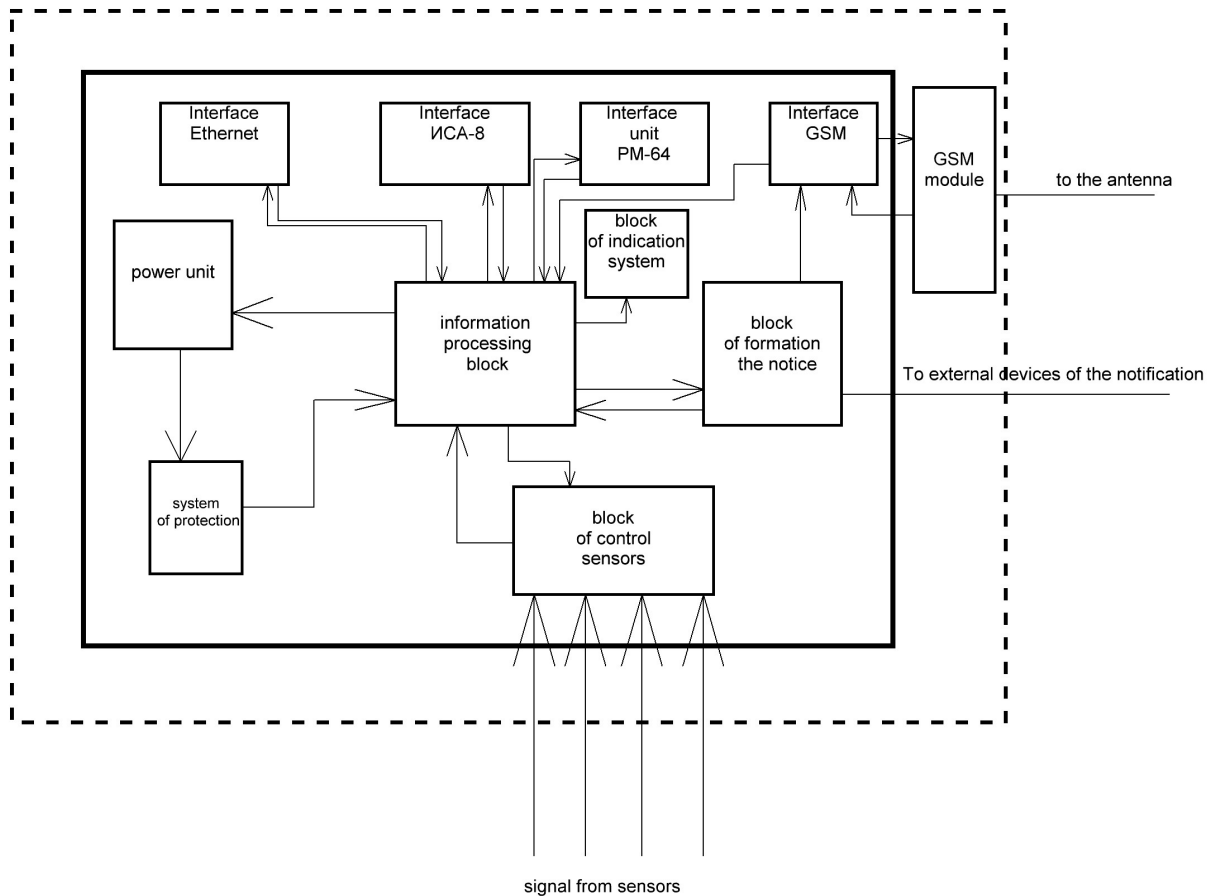 Interface
Ethernet
Interface
ИСА-8
Interface
unit
PM-64
Interface
GSM
GSM
module
to the antenna
block
of indication
system
power unit
information
processing
block
block
of formation
the notice
To external devices of the notification
system
of protection
block
of control
sensors
signal from sensors